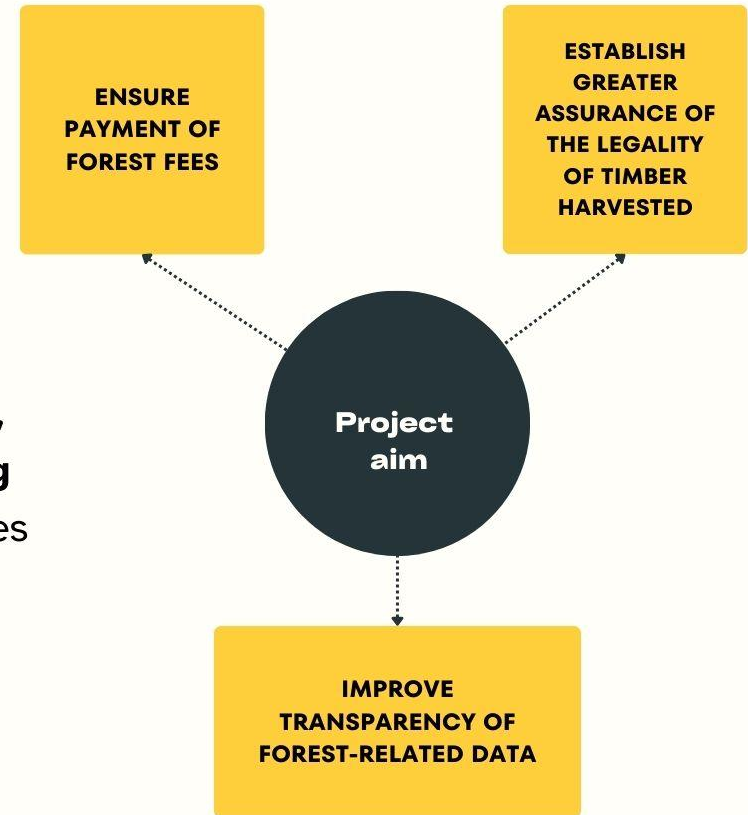 ENSURE
PAYMENT OF
FOREST FEES
ESTABLISH
GREATER
ASSURANCE OF
THE LEGALITY
OF TIMBER
HARVESTED
Project
aim
IMPROVE
TRANSPARENCY OF
FOREST-RELATED DATA